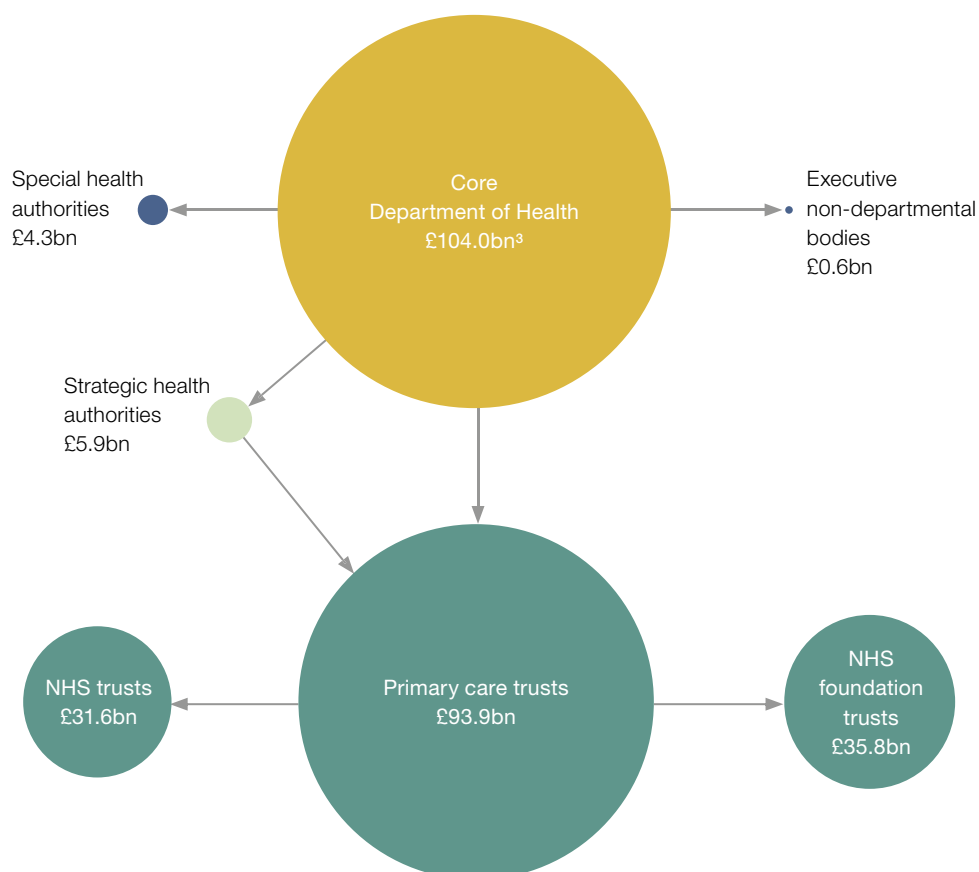 Core
Department of Health
£104.0bn³
Special health
authorities
£4.3bn
Executive
non-departmental
bodies
£0.6bn
Strategic health
authorities
£5.9bn
NHS trusts
£31.6bn
Primary care trusts
£93.9bn
NHS
foundation
trusts
£35.8bn